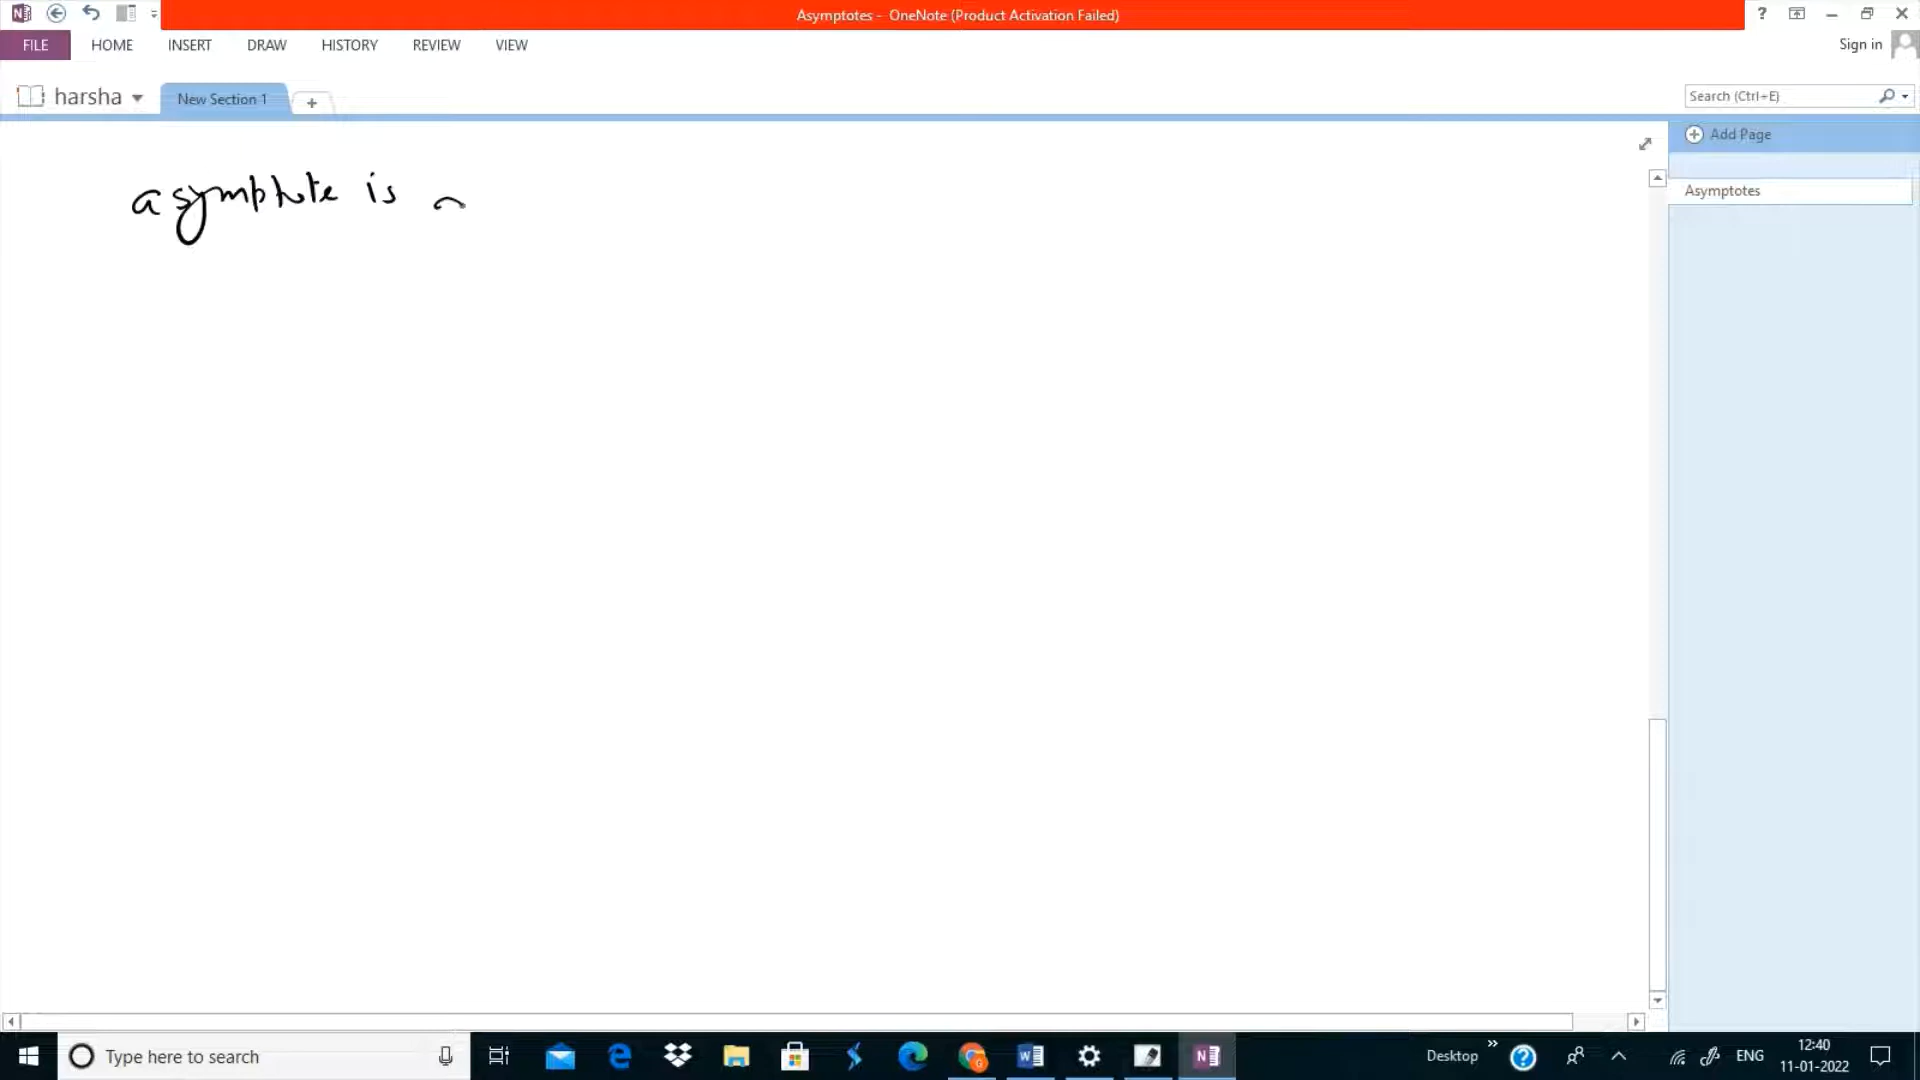 Asymptotes - OneNote (Product Activation Failed)
?
FILE HOME INSERT DRAW HISTORY REVIEW VIEW
Sign in
harsha
New Section 1
+
Search (Ctrl+E)
Add Page
Asymptotes
asymptote is
Type here to search
Desktop
ENG
12:40
11-01-2022